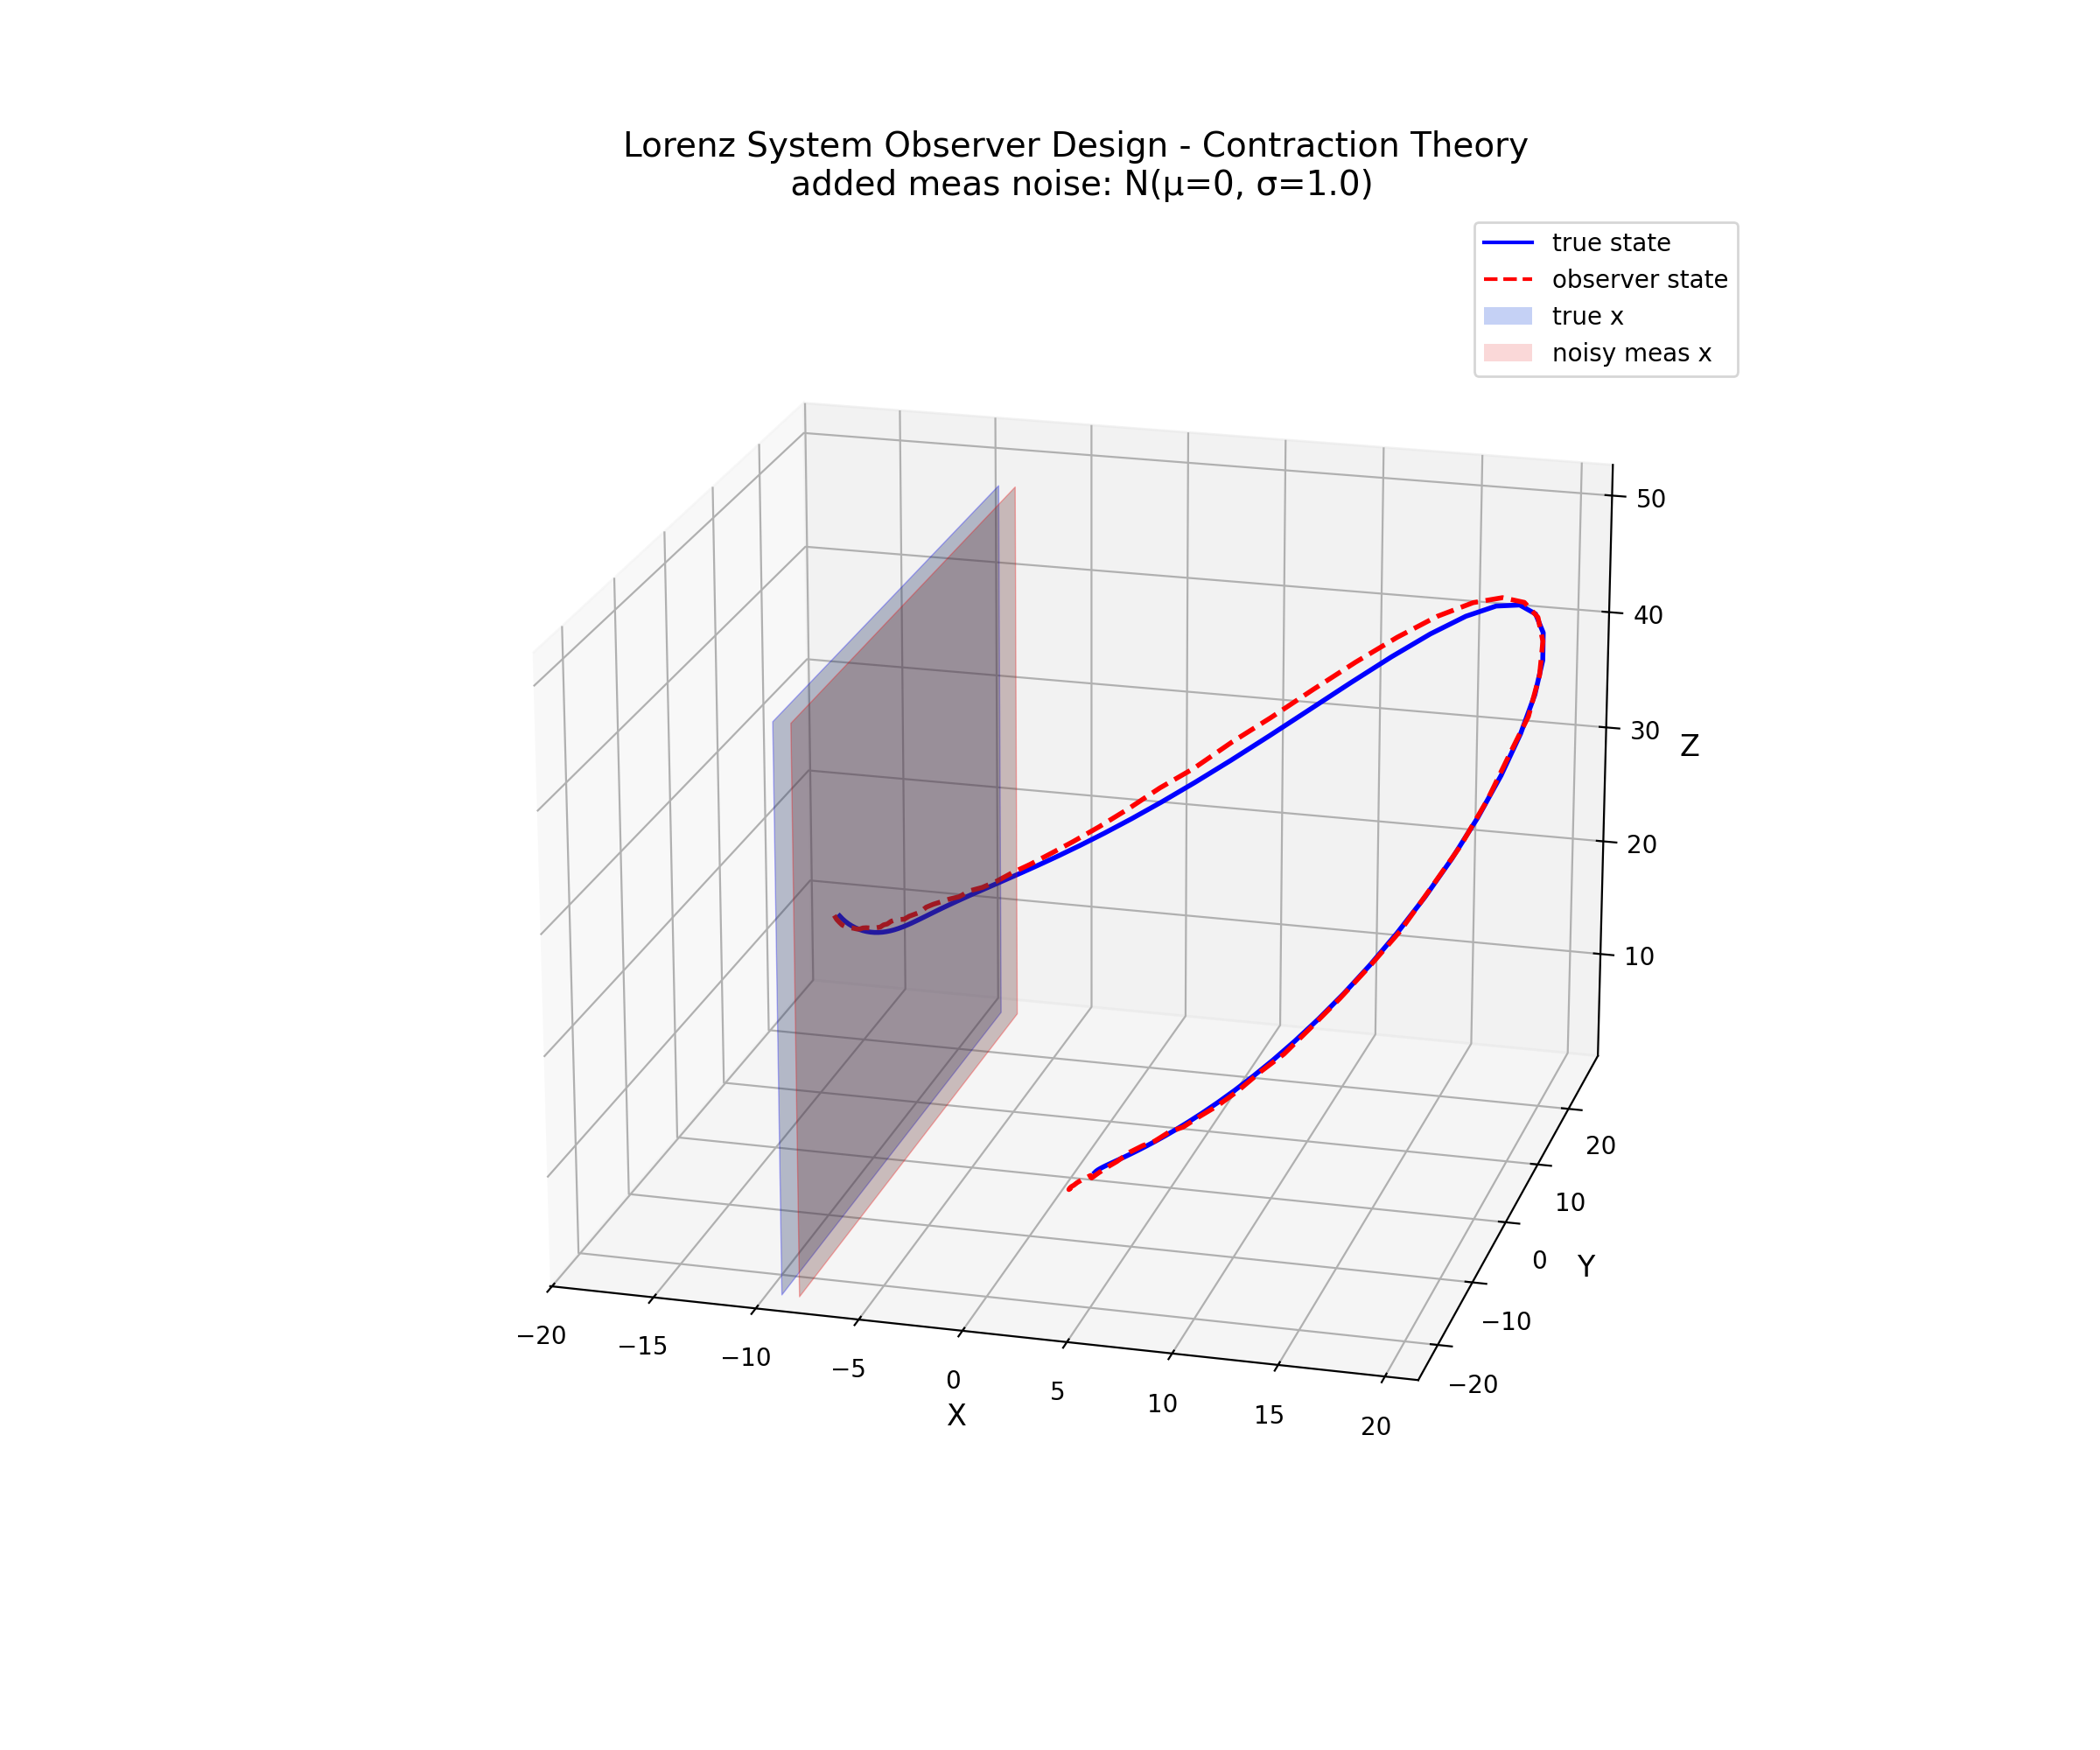 Lorenz System Observer Design - Contraction Theory
added meas noise: N(μ=0, σ=1.0)
true state
observer state
true x
noisy meas x
50
40
30
Z
20
10
20
10
0
Y
−10
−20
−20
−15
−10
−5
0
5
10
15
20
X